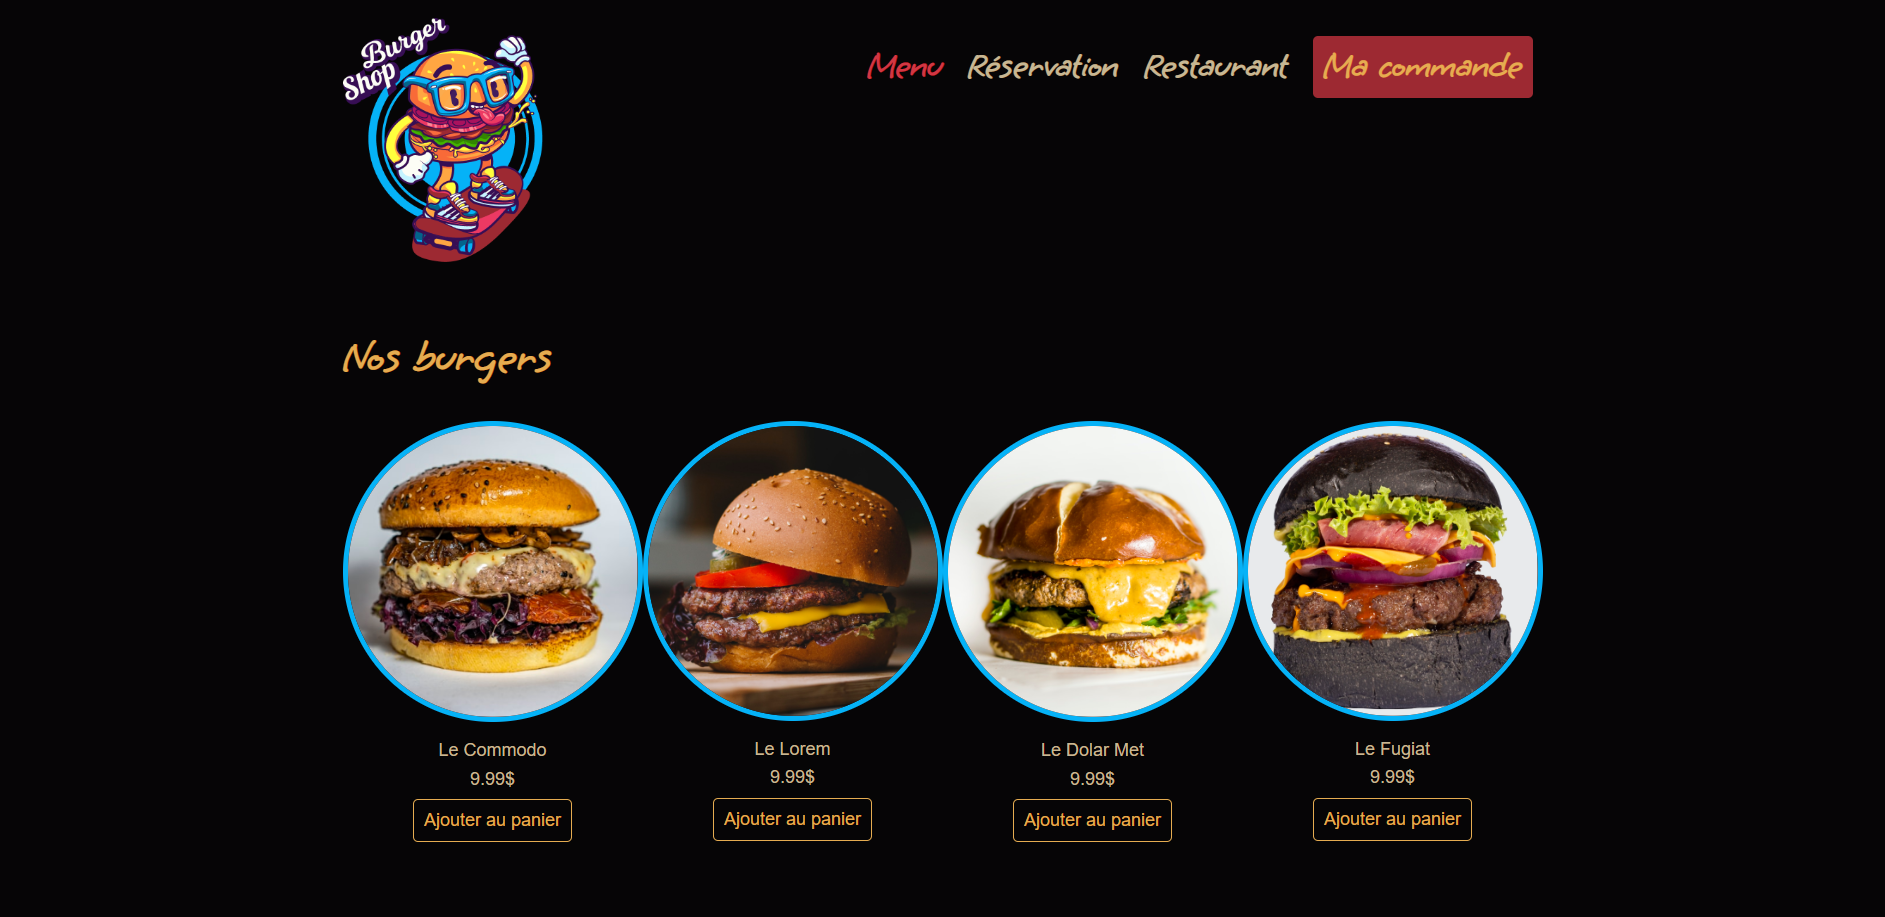 Burger
Shop
Menu Réservation Restaurant Ma commande
Nos burgers
Le Commodo
9.99$
Ajouter au panier
Le Lorem
9.99$
Ajouter au panier
Le Dolar Met
9.99$
Ajouter au panier
Le Fugiat
9.99$
Ajouter au panier